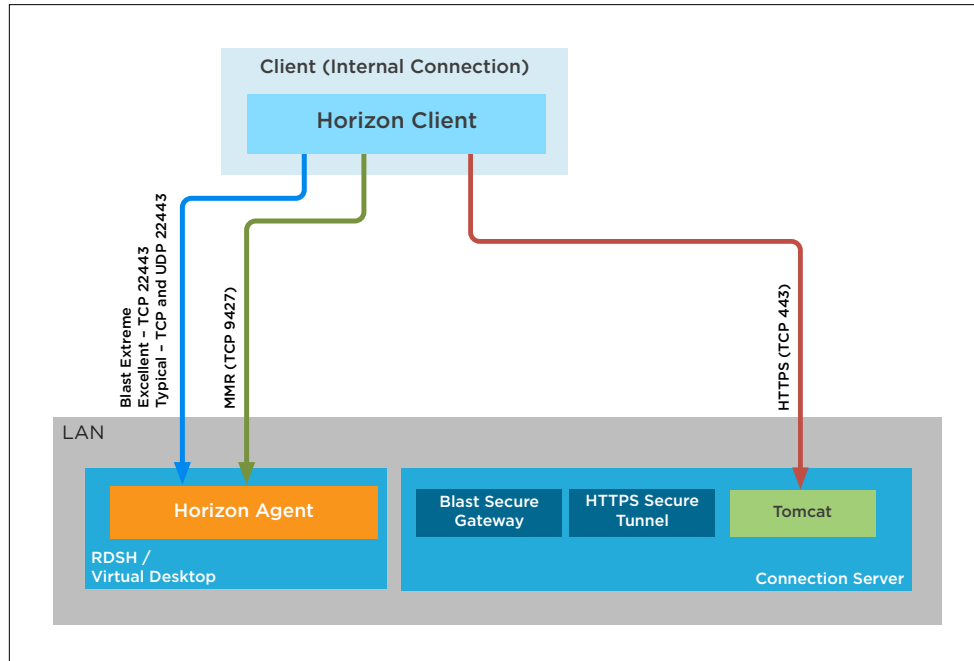 Client (Internal Connection)
Horizon Client
Blast Extreme
Excellent – TCP 22443
Typical – TCP and UDP 22443
MMR (TCP 9427)
HTTPS (TCP 443)
LAN
Horizon Agent
RDSH /
Virtual Desktop
Blast Secure
Gateway
HTTPS Secure
Tunnel
Tomcat
Connection Server